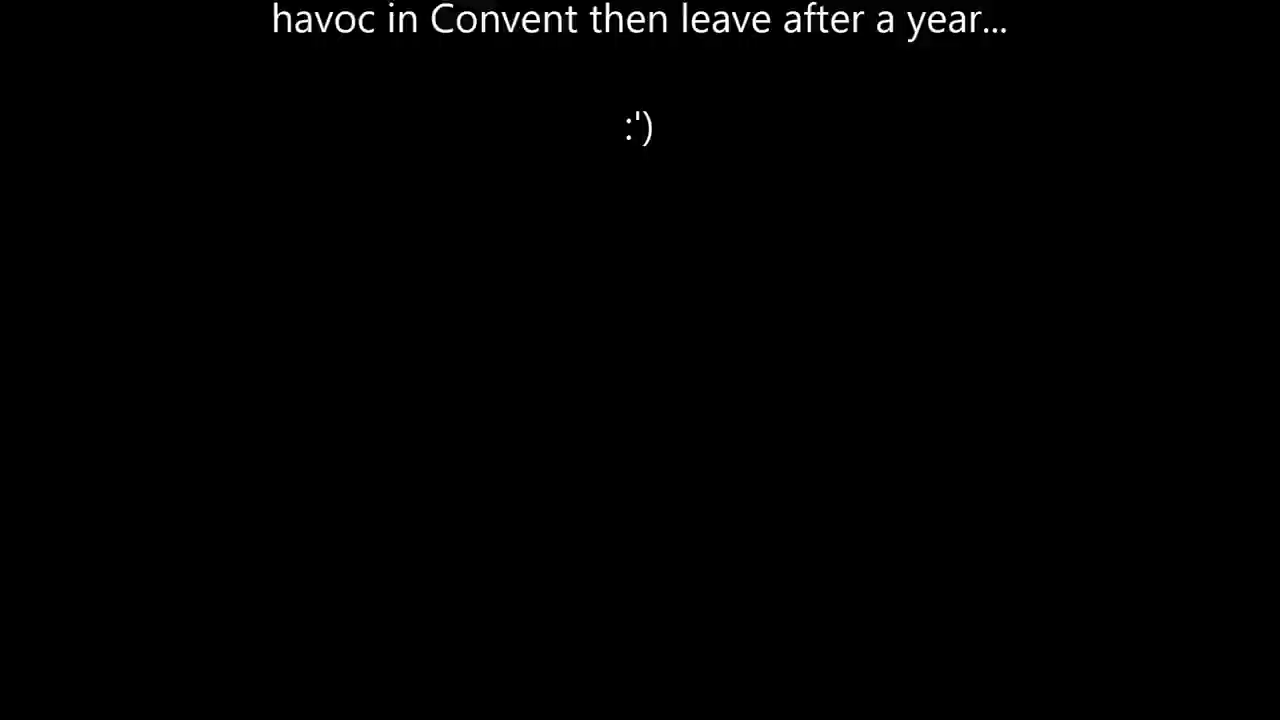 havoc in Convent then leave after a year...
:')